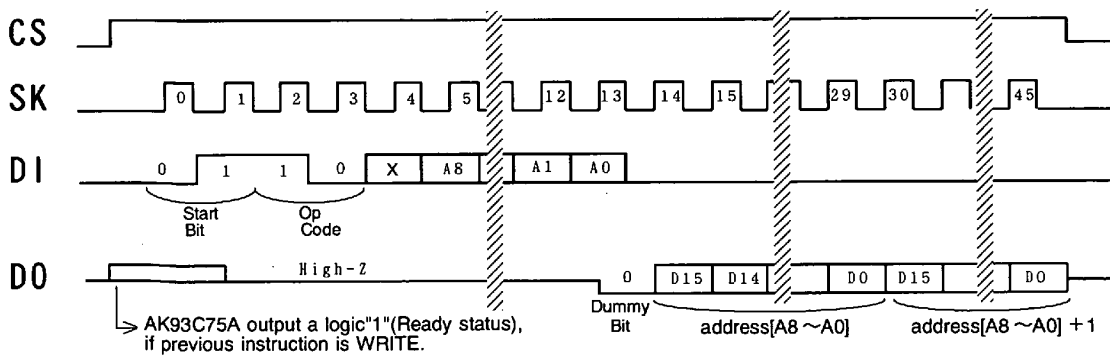 CS
SK 0 1 2 3 4 5 12 13 14 15 29 30 45
DI 0 1 1 0 X A8 A1 A0
Start Bit
Op Code
DO High-Z 0 D15 D14 D0 D15 D0
Dummy Bit
address[A8 ~A0]
address[A8 ~A0] +1
AK93C75A output a logic"1"(Ready status),
if previous instruction is WRITE.